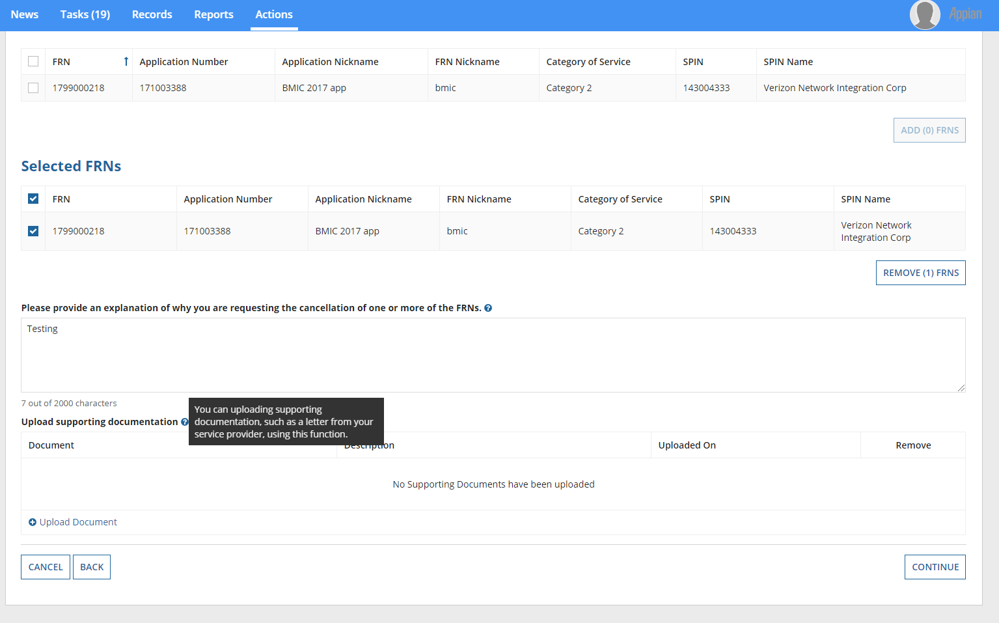 News Tasks (19) Records Reports Actions Appian
FRN Application Number Application Nickname FRN Nickname Category of Service SPIN SPIN Name
1799000218 171003388 BMIC 2017 app bmic Category 2 143004333 Verizon Network Integration Corp
ADD (0) FRNS
Selected FRNs
FRN Application Number Application Nickname FRN Nickname Category of Service SPIN SPIN Name
1799000218 171003388 BMIC 2017 app bmic Category 2 143004333 Verizon Network
Integration Corp
REMOVE (1) FRNS
Please provide an explanation of why you are requesting the cancellation of one or more of the FRNs.
Testing
7 out of 2000 characters
Upload supporting documentation
You can uploading supporting
documentation, such as a letter from your
service provider, using this function.
Document Description Uploaded On Remove
No Supporting Documents have been uploaded
Upload Document
CANCEL BACK CONTINUE